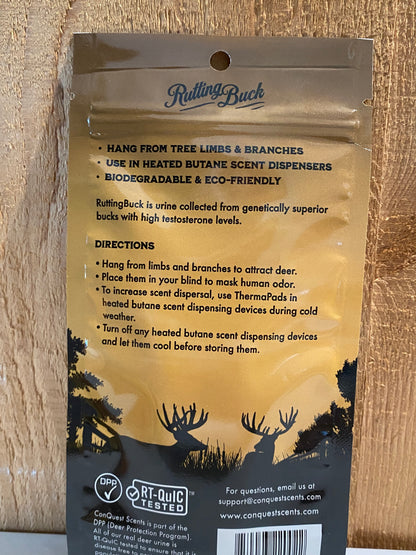 Rutting Buck
• HANG FROM TREE LIMBS & BRANCHES
• USE IN HEATED BUTANE SCENT DISPENSERS
• BIODEGRADABLE & ECO-FRIENDLY
RuttingBuck is urine collected from genetically superior
bucks with high testosterone levels.
DIRECTIONS
• Hang from limbs and branches to attract deer.
• Place them in your blind to mask human odor.
• To increase scent dispersal, use ThermaPads in
heated butane scent dispensing devices during cold
weather.
• Turn off any heated butane scent dispensing devices
and let them cool before storing them.
DPP
RT-QuIC™
TESTED
ConQuest Scents is part of the
DPP (Deer Protection Program).
All of our real deer urine is
RT-QuIC tested to ensure that it is
For questions, email us at
support@conquestscents.com
www.conquestscents.com